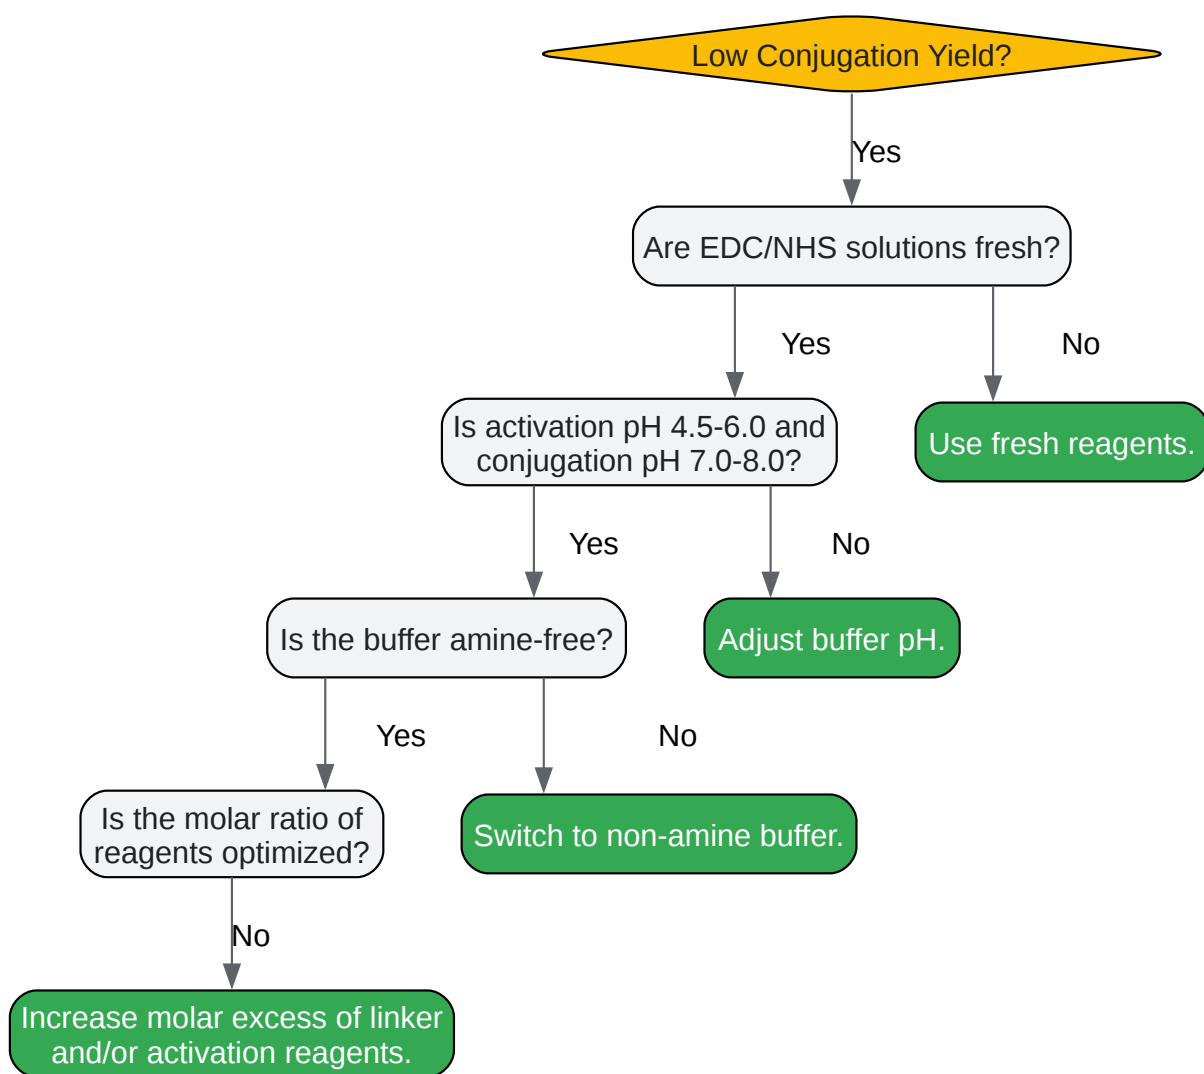 Low Conjugation Yield?
Yes
Are EDC/NHS solutions fresh?
Yes
No
Is activation pH 4.5-6.0 and
conjugation pH 7.0-8.0?
Use fresh reagents.
Yes
No
Is the buffer amine-free?
Adjust buffer pH.
Yes
No
Is the molar ratio of
reagents optimized?
Switch to non-amine buffer.
No
Increase molar excess of linker
and/or activation reagents.